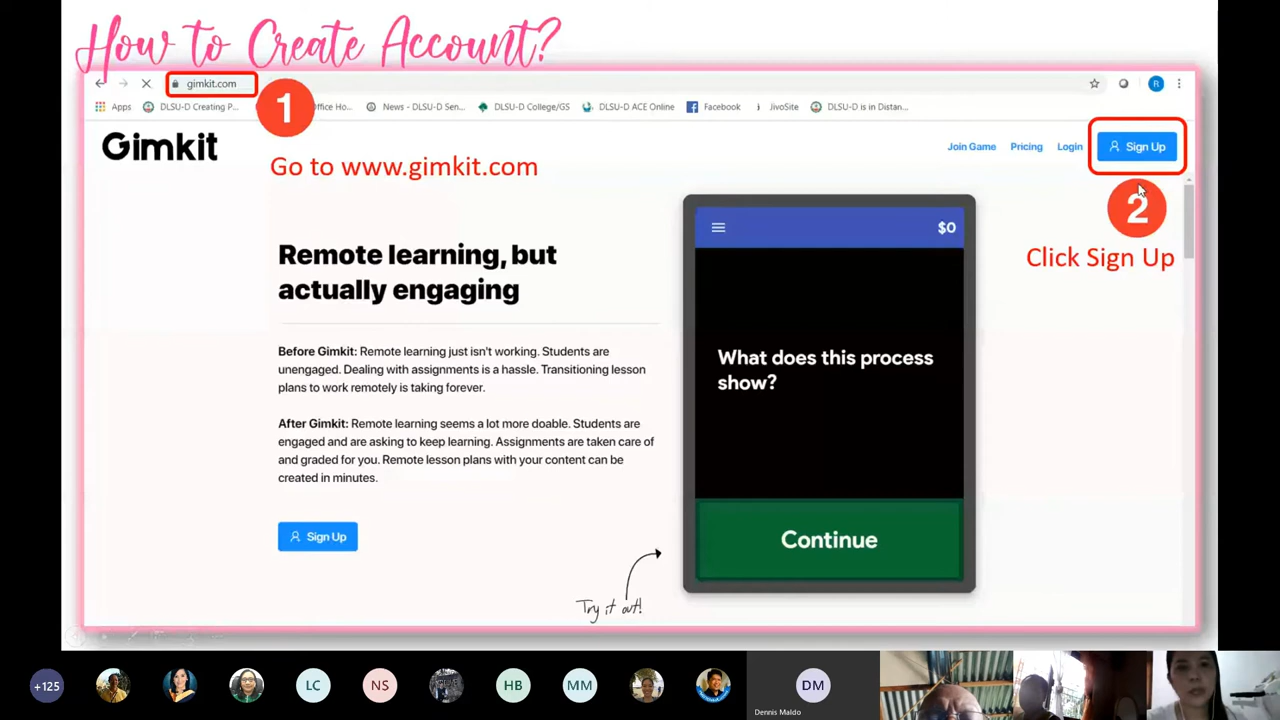 How to Create Account?
gimkit.com
1
Apps
DLSU-D Creating P...
ffice Ho...
News - DLSU-D Sen...
DLSU-D College/GS
DLSU-D ACE Online
Facebook
JivoSite
DLSU-D is in Distan...
R
Gimkit
Go to www.gimkit.com
Join Game
Pricing
Login
Sign Up
2
Click Sign Up
Remote learning, but
actually engaging
Before Gimkit: Remote learning just isn't working. Students are
unengaged. Dealing with assignments is a hassle. Transitioning lesson
plans to work remotely is taking forever.
After Gimkit: Remote learning seems a lot more doable. Students are
engaged and are asking to keep learning. Assignments are taken care of
and graded for you. Remote lesson plans with your content can be
created in minutes.
Sign Up
Try it out!
$0
What does this process
show?
Continue
+125
LC
NS
HB
MM
DM
Dennis Maldo